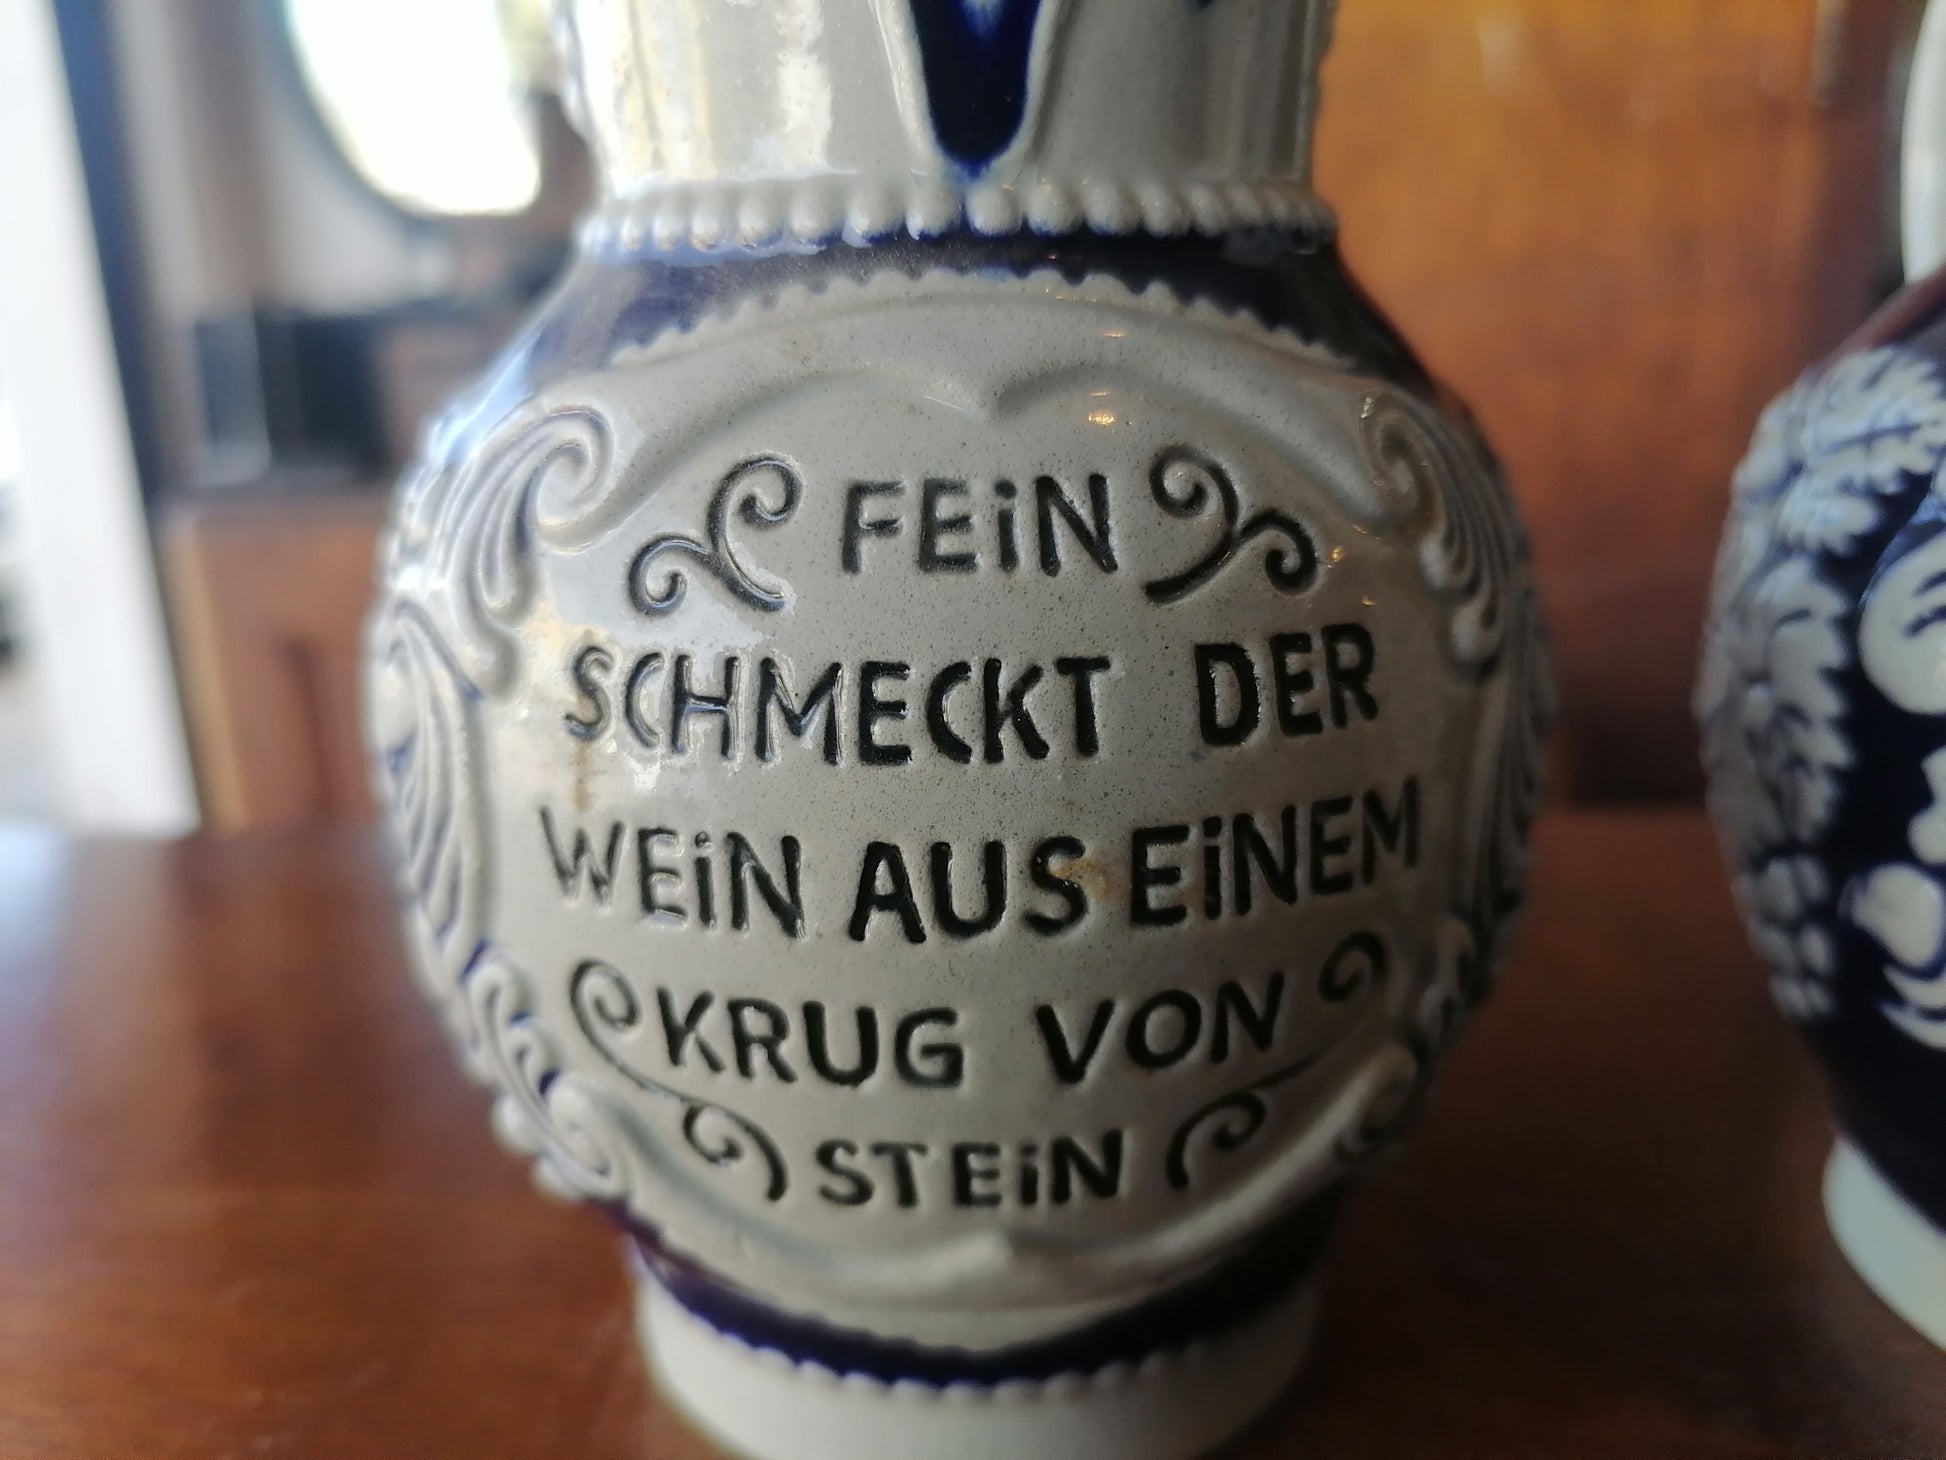 FEiN
SCHMECKT DER
WEiN AUS EiNEM
KRUG VON
STEiN